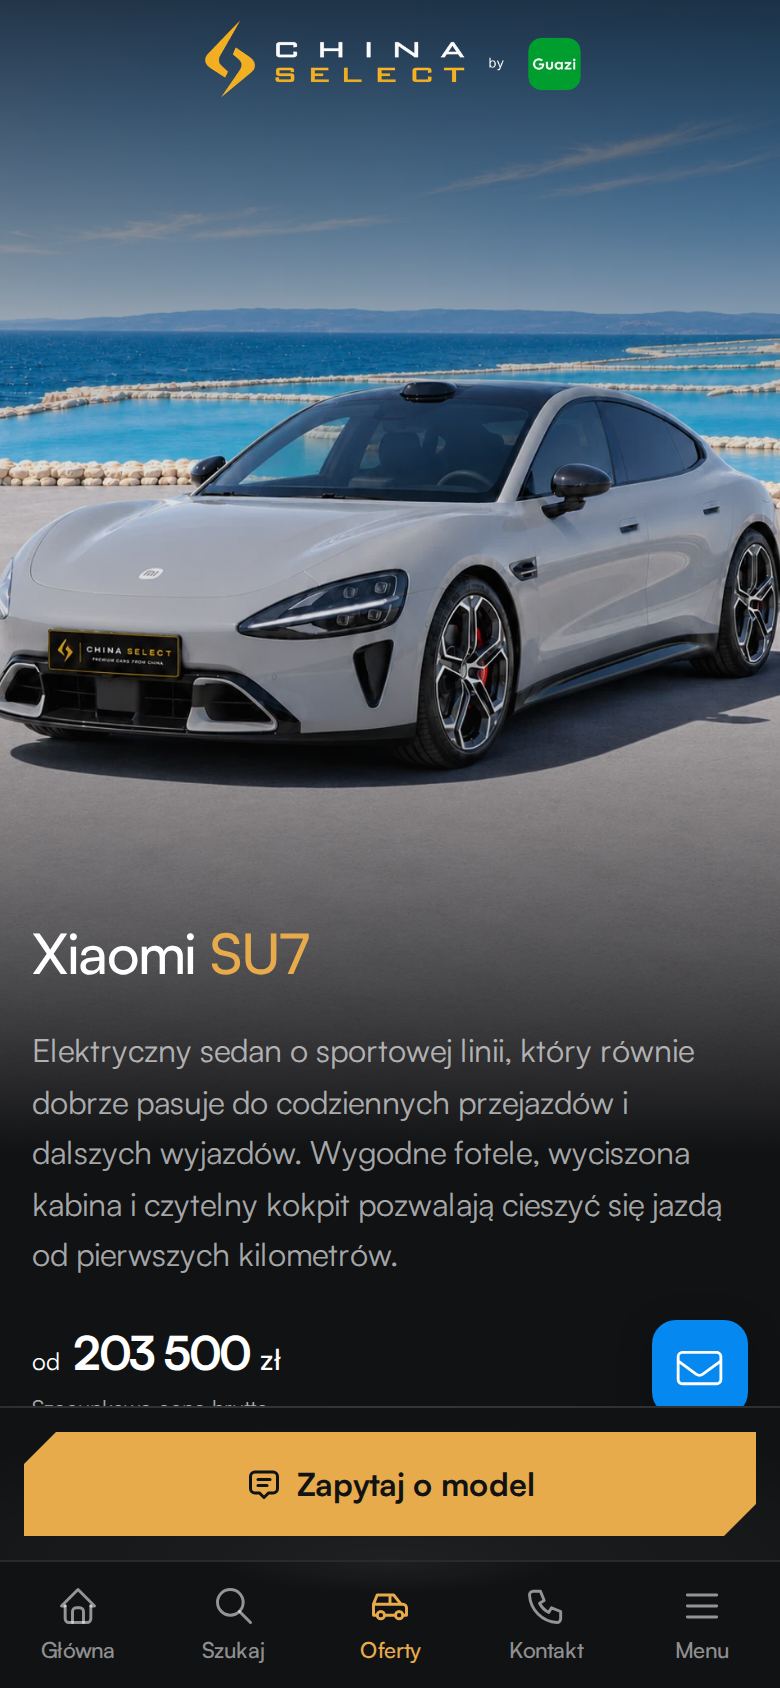 CHINA
SELECT
by
Guazi
CHINA SELECT
PREMIUM CARS FROM CHINA
Xiaomi SU7
Elektryczny sedan o sportowej linii, który równie
dobrze pasuje do codziennych przejazdów i
dalszych wyjazdów. Wygodne fotele, wyciszona
kabina i czytelny kokpit pozwalają cieszyć się jazdą
od pierwszych kilometrów.
od 203 500 zł
Zapytaj o model
Główna
Szukaj
Oferty
Kontakt
Menu